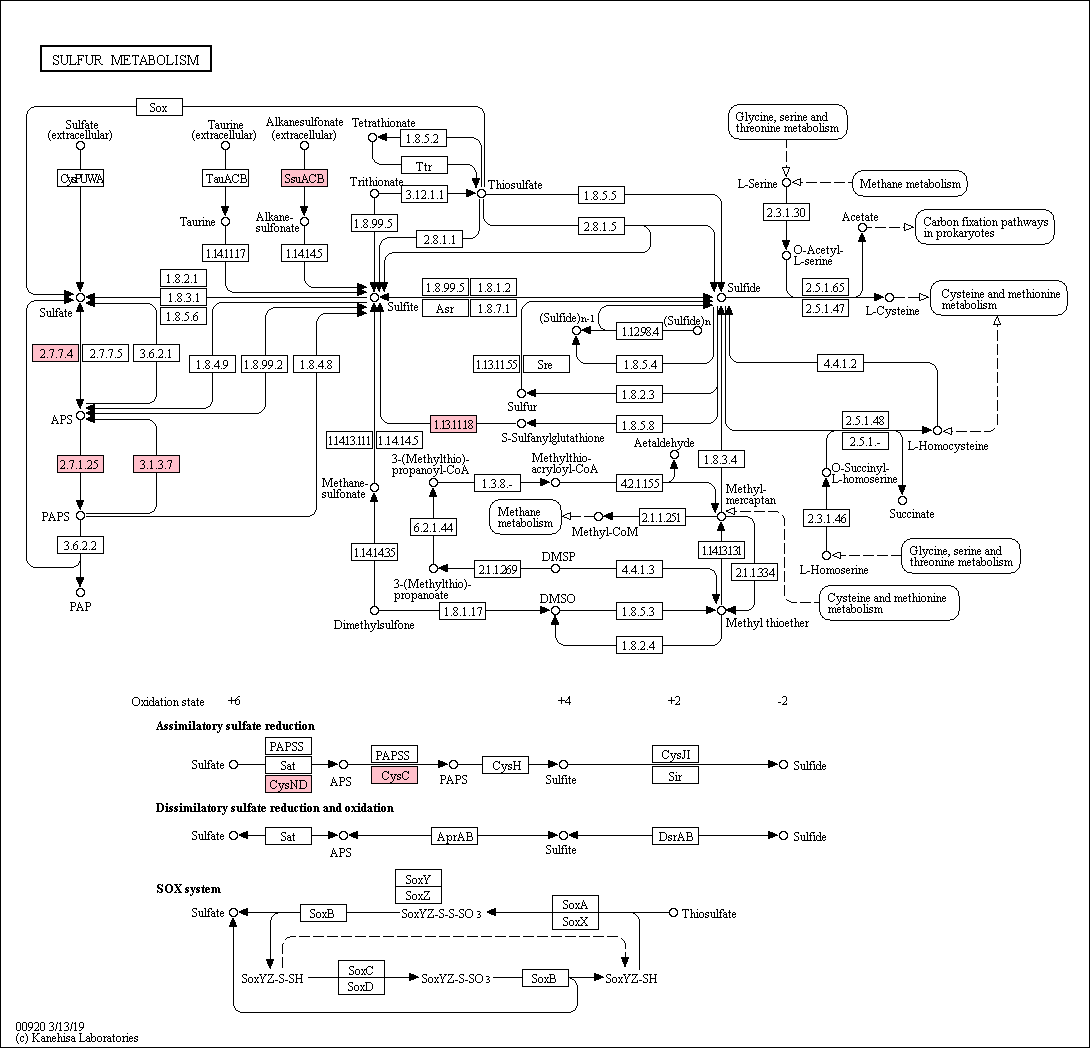 SULFUR METABOLISM
Sox
Sulfate
(extracellular)
Taurine
(extracellular)
Alkanesulfonate
(extracellular)
Tetrathionate
1.8.5.2
Ttr
Glycine, serine and
threonine metabolism
CysPUWA
TauACB
SsuACB
Trithionate
3.12.1.1
Thiosulfate
1.8.5.5
L-Serine
Methane metabolism
Taurine
Alkane-
sulfonate
1.8.99.5
2.8.1.1
2.8.1.5
2.3.1.30
Acetate
Carbon fixation pathways
in prokaryotes
1.14.11.17
1.14.14.5
O-Acetyl-
L-serine
1.8.2.1
1.8.3.1
1.8.5.6
1.8.99.5
1.8.1.2
Asr
1.8.7.1
Sulfate
Sulfite
Sulfide
2.5.1.65
2.5.1.47
L-Cysteine
Cysteine and methionine
metabolism
(Sulfide)n-1
1.12.98.4
(Sulfide)n
2.7.7.4
2.7.7.5
3.6.2.1
1.8.4.9
1.8.99.2
1.8.4.8
1.13.11.55
Sre
1.8.5.4
4.4.1.2
1.8.2.3
Sulfur
APS
1.13.11.18
1.8.5.8
S-Sulfanylglutathione
2.5.1.48
2.5.1.-
L-Homocysteine
1.14.13.111
1.14.14.5
Aetaldehyde
2.7.1.25
3.1.3.7
3-(Methylthio)-
propanoyl-CoA
Methylthio-
acryloyl-CoA
1.8.3.4
O-Succinyl-
L-homoserine
Methane-
sulfonate
1.3.8.-
4.2.1.155
Methyl-
mercaptan
Succinate
PAPS
Methane
metabolism
Methyl-CoM
2.1.1.251
2.3.1.46
6.2.1.44
3.6.2.2
1.14.14.35
1.14.13.131
L-Homoserine
Glycine, serine and
threonine metabolism
DMSP
2.1.1.269
4.4.1.3
2.1.1.334
3-(Methylthio)-
propanoate
PAP
DMSO
Cysteine and methionine
metabolism
Dimethylsulfone
1.8.1.17
1.8.5.3
Methyl thioether
1.8.2.4
Oxidation state
+6
+4
+2
-2
Assimilatory sulfate reduction
PAPSS
Sulfate
Sat
CysND
APS
PAPSS
CysC
PAPS
CysH
Sulfite
CysJI
Sir
Sulfide
Dissimilatory sulfate reduction and oxidation
Sulfate
Sat
APS
AprAB
Sulfite
DsrAB
Sulfide
SOX system
SoxY
SoxZ
Sulfate
SoxB
SoxYZ-S-S-SO3
SoxA
SoxX
Thiosulfate
SoxYZ-S-SH
SoxC
SoxD
SoxYZ-S-SO3
SoxB
SoxYZ-SH
00920 3/13/19
(c) Kanehisa Laboratories